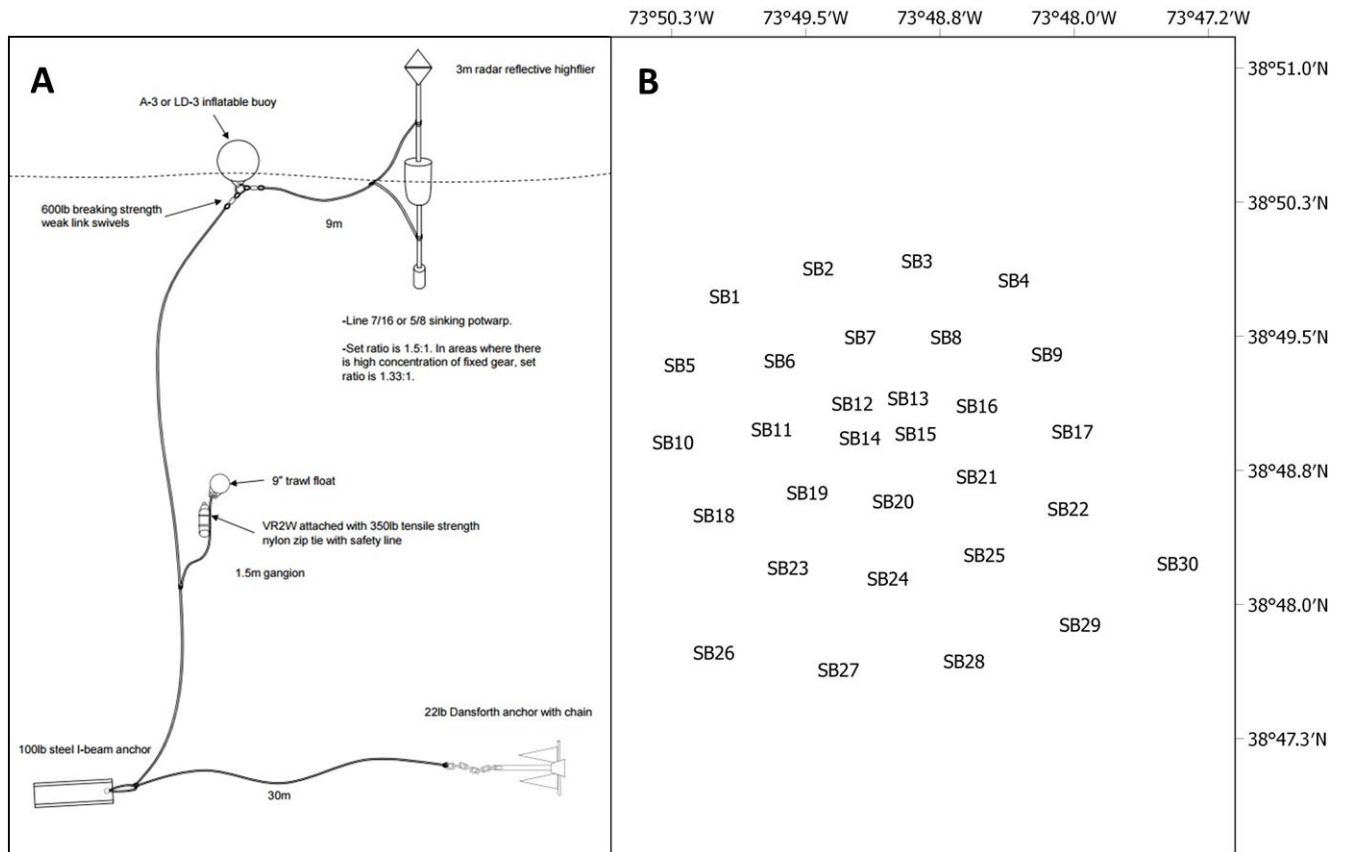 A
A-3 or LD-3 inflatable buoy
3m radar reflective highflier
600lb breaking strength
weak link swivels
9m
-Line 7/16 or 5/8 sinking potwarp.
-Set ratio is 1.5:1. In areas where there
is high concentration of fixed gear, set
ratio is 1.33:1.
9" trawl float
VR2W attached with 350lb tensile strength
nylon zip tie with safety line
1.5m gangion
22lb Dansforth anchor with chain
100lb steel I-beam anchor
30m
73°50.3'W 73°49.5'W 73°48.8'W 73°48.0'W 73°47.2'W
B
38°51.0'N
38°50.3'N
SB3
SB2
SB4
SB1
SB7 SB8
38°49.5'N
SB9
SB6
SB5
SB13
SB12
SB16
SB11
SB17
SB15
SB14
SB10
38°48.8'N
SB21
SB19
SB20
SB22
SB18
SB25
SB30
SB23
SB24
38°48.0'N
SB29
SB26
SB28
SB27
38°47.3'N